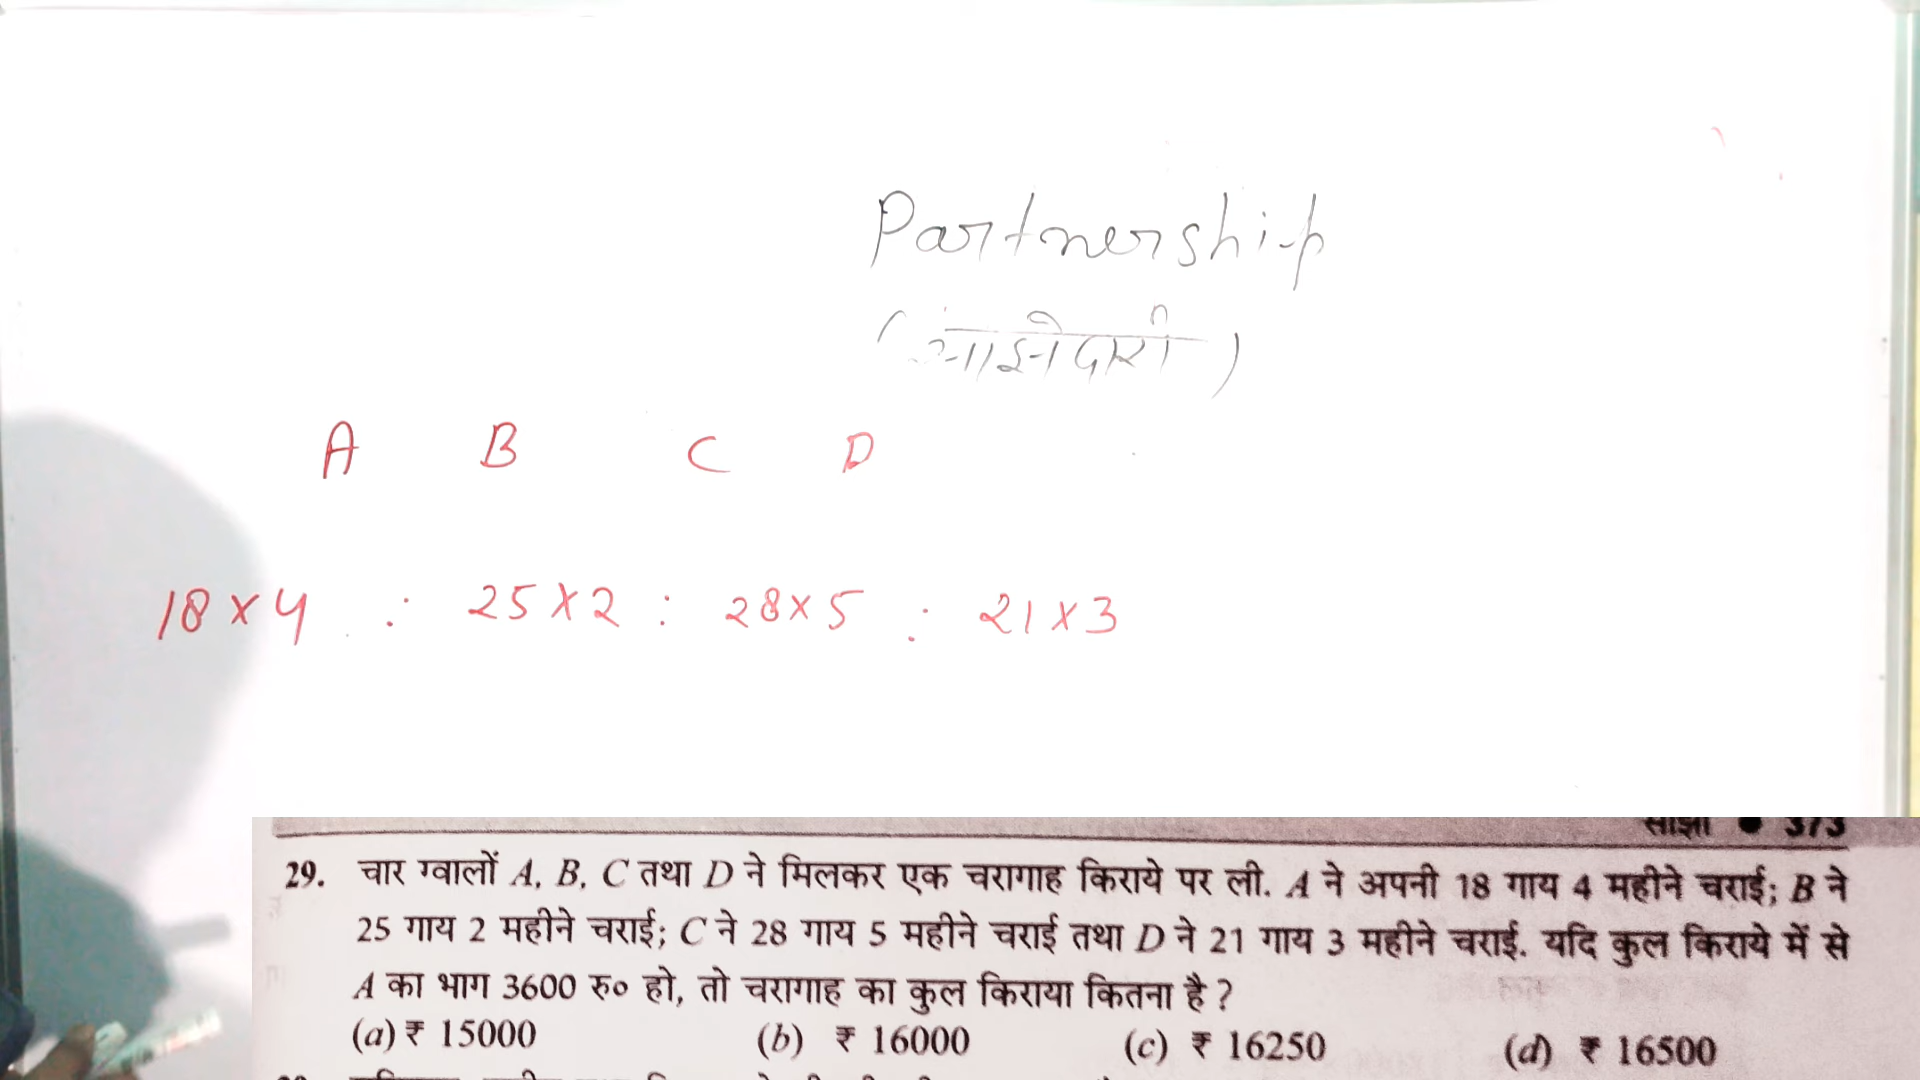 Partnership
(साझेदारी)
A B C D
18 × 4 : 25 × 2 : 28 × 5 : 21 × 3
साझा ● 373
29. चार ग्वालों A, B, C तथा D ने मिलकर एक चरागाह किराये पर ली. A ने अपनी 18 गाय 4 महीने चराई; B ने
25 गाय 2 महीने चराई; C ने 28 गाय 5 महीने चराई तथा D ने 21 गाय 3 महीने चराई. यदि कुल किराये में से
A का भाग 3600 रु० हो, तो चरागाह का कुल किराया कितना है ?
(a) ₹ 15000 (b) ₹ 16000 (c) ₹ 16250 (d) ₹ 16500